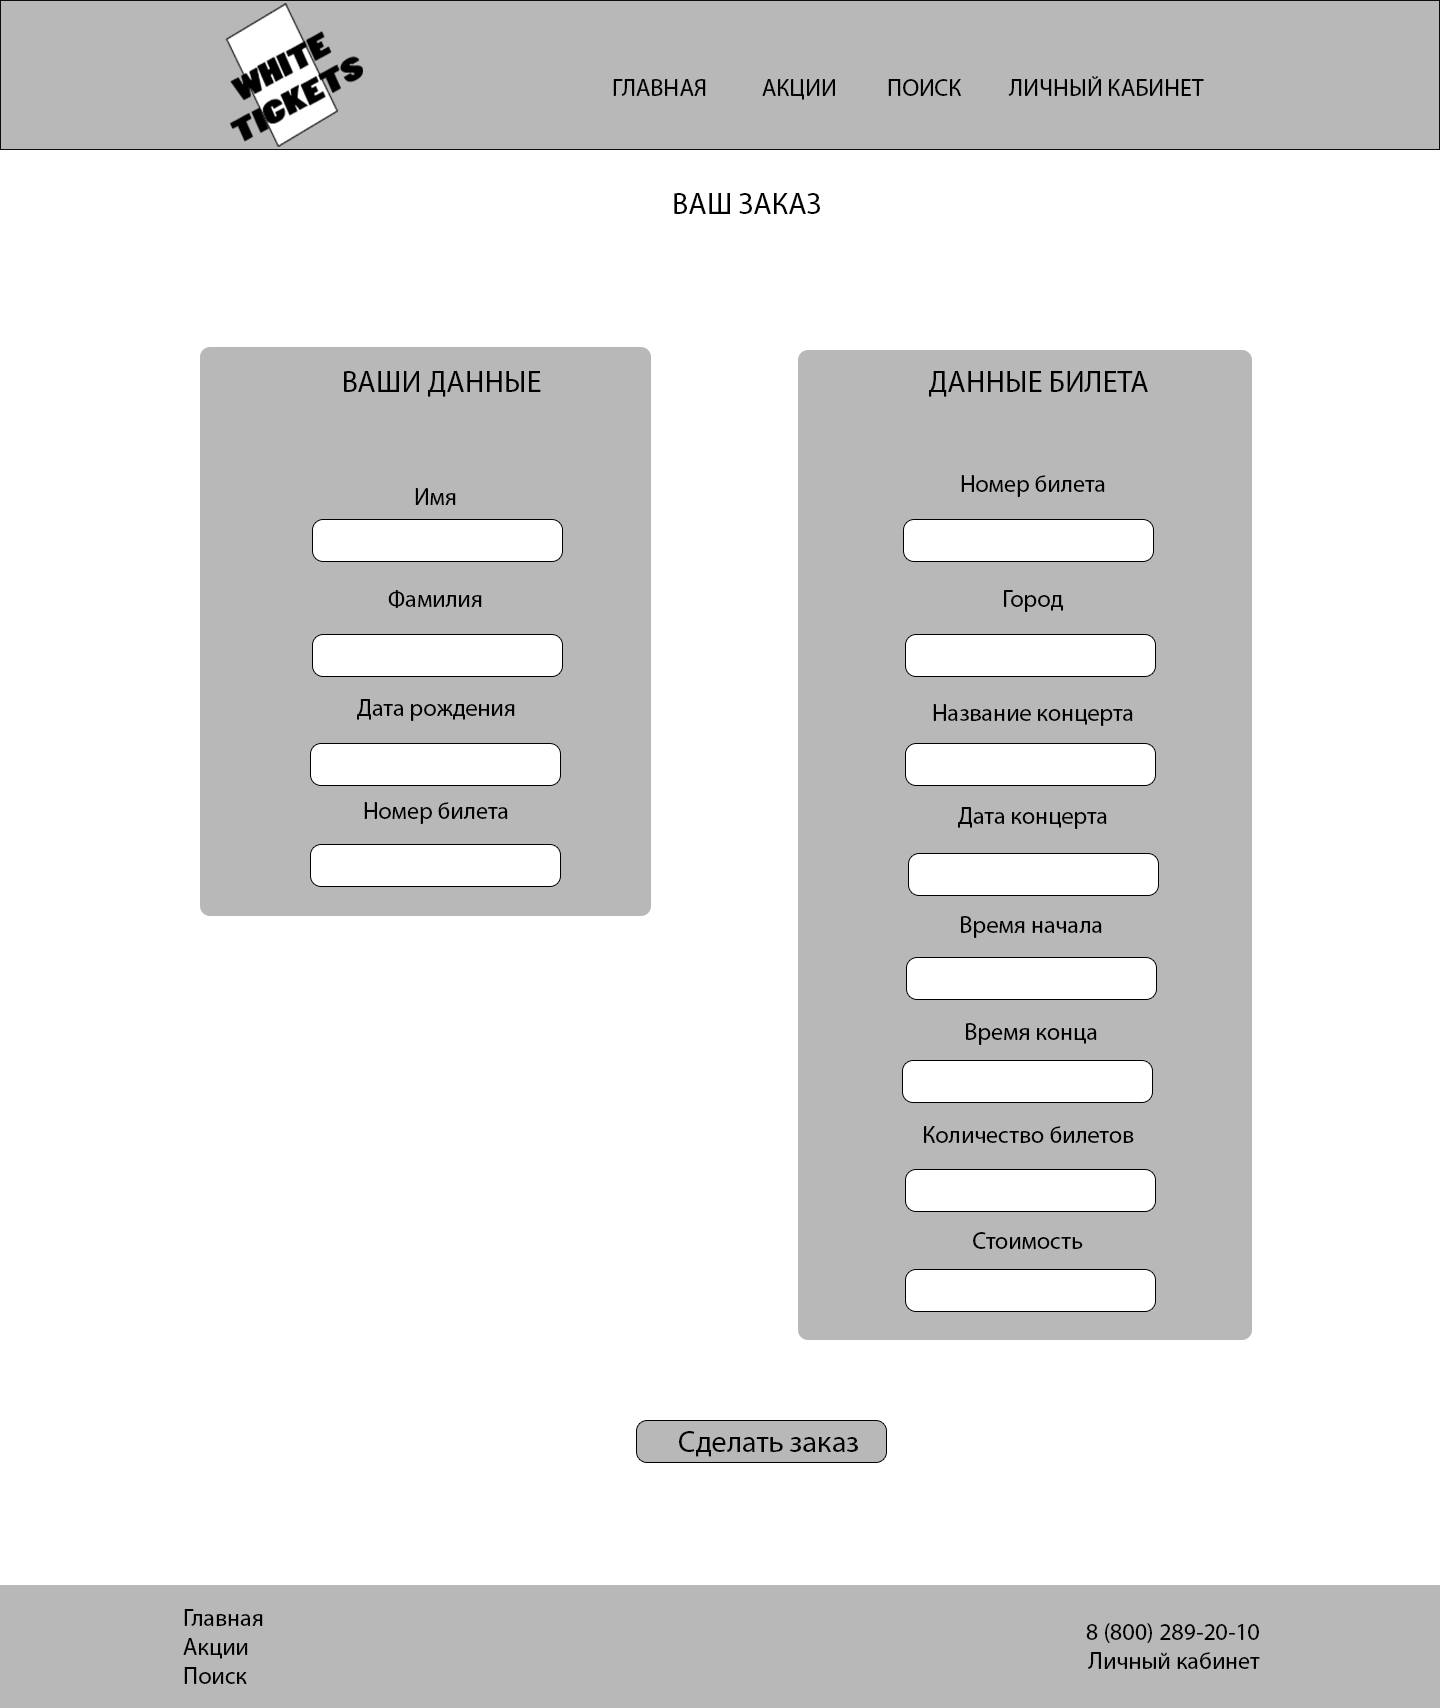 WHITE
TICKETS
ГЛАВНАЯ АКЦИИ ПОИСК ЛИЧНЫЙ КАБИНЕТ
ВАШ ЗАКАЗ
ВАШИ ДАННЫЕ
Имя
Фамилия
Дата рождения
Номер билета
ДАННЫЕ БИЛЕТА
Номер билета
Город
Название концерта
Дата концерта
Время начала
Время конца
Количество билетов
Стоимость
Сделать заказ
Главная
Акции
Поиск
8 (800) 289-20-10
Личный кабинет